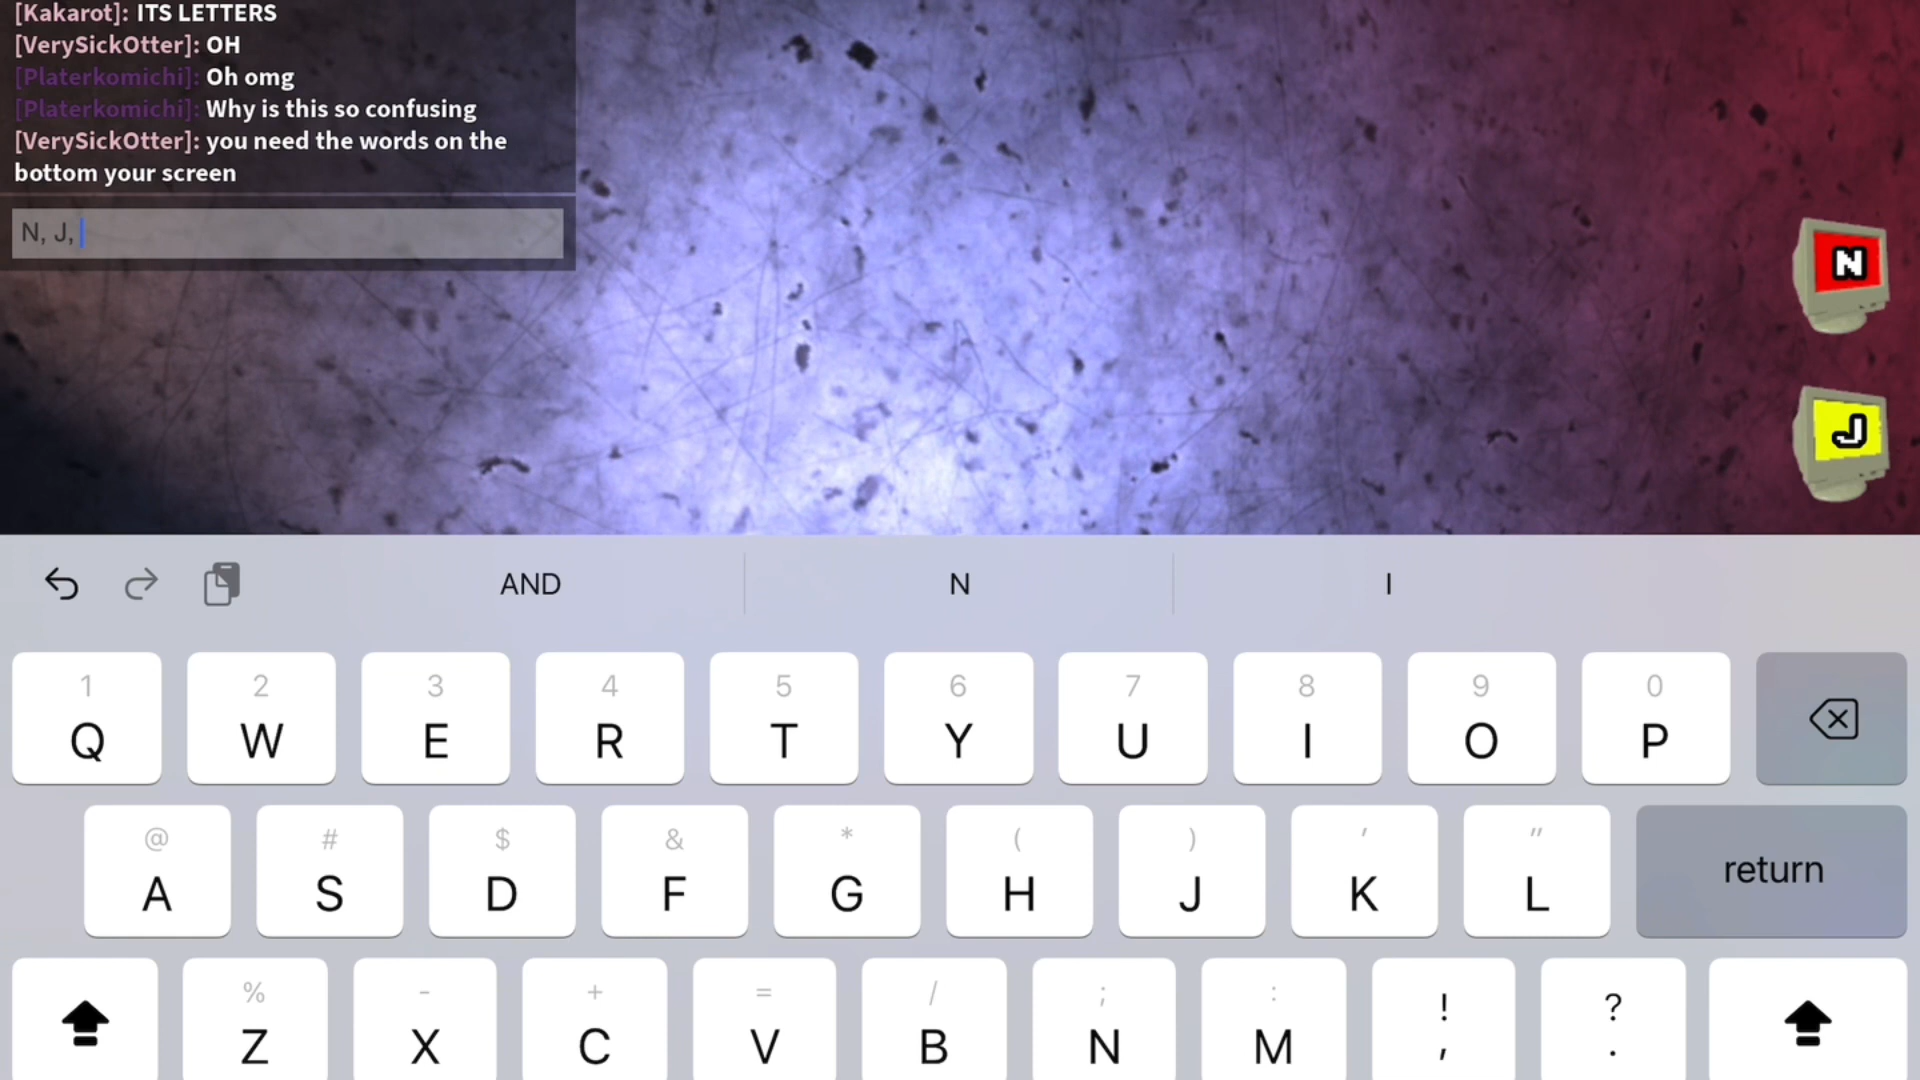 [Kakarot]: ITS LETTERS
[VerySickOtter]: OH
[Platerkomichi]: Oh omg
[Platerkomichi]: Why is this so confusing
[VerySickOtter]: you need the words on the
bottom your screen
N, J,
N
J
AND N I
1 2 3 4 5 6 7 8 9 0
Q W E R T Y U I O P
@ # $ & * ( ) ' "
A S D F G H J K L return
% - + = / ; : ! ?
Z X C V B N M , .